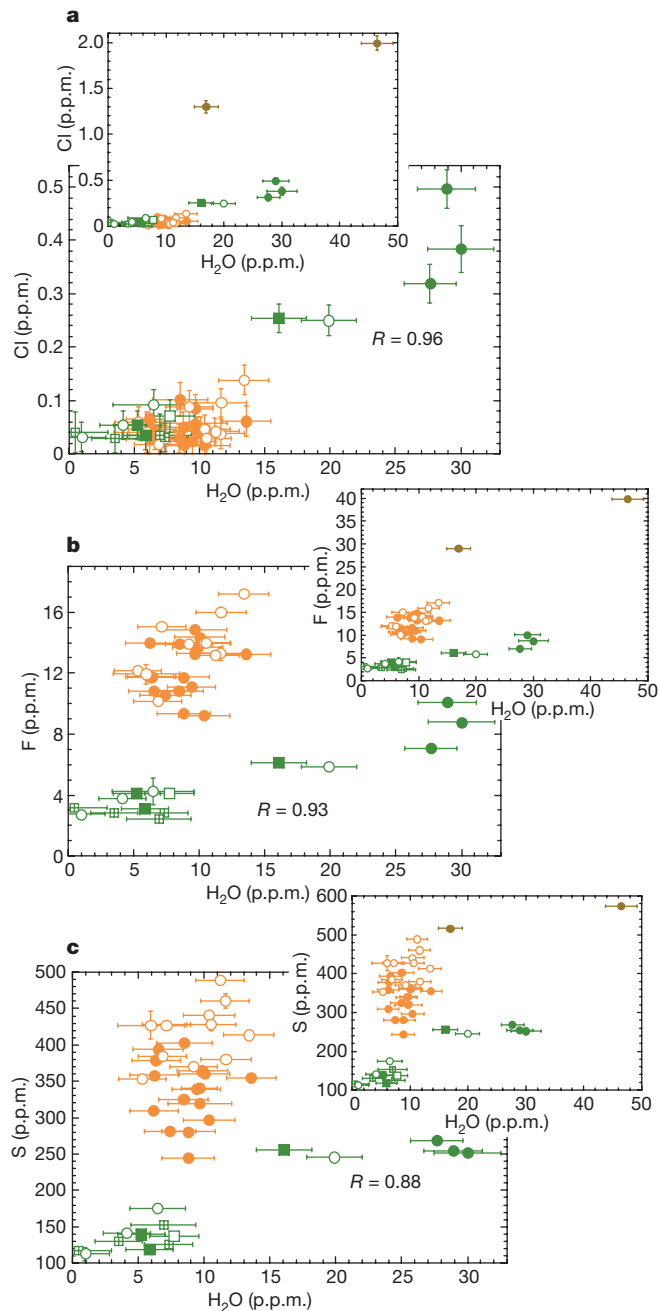 a
2.0
1.5
1.0
0.5
0
Cl (p.p.m.)
0 10 20 30 40 50
H₂O (p.p.m.)
0.5
0.4
0.3
0.2
0.1
0
Cl (p.p.m.)
R = 0.96
0 5 10 15 20 25 30
H₂O (p.p.m.)
b
40
35
30
25
20
15
10
5
0
F (p.p.m.)
0 10 20 30 40 50
H₂O (p.p.m.)
16
12
8
4
0
F (p.p.m.)
R = 0.93
0 5 10 15 20 25 30
H₂O (p.p.m.)
c
600
500
400
300
200
100
S (p.p.m.)
0 10 20 30 40 50
H₂O (p.p.m.)
500
450
400
350
300
250
200
150
100
S (p.p.m.)
R = 0.88
0 5 10 15 20 25 30
H₂O (p.p.m.)